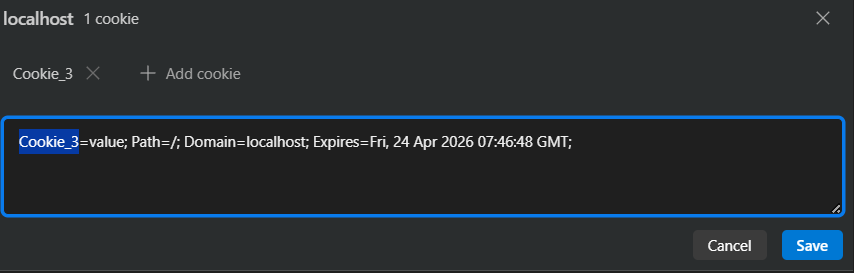 localhost 1 cookie
Cookie_3 Add cookie
Cookie_3=value; Path=/; Domain=localhost; Expires=Fri, 24 Apr 2026 07:46:48 GMT;
Cancel Save